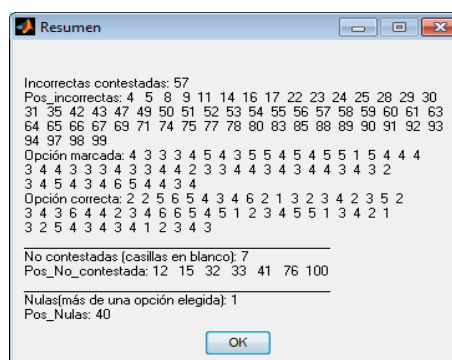 Resumen
Incorrectas contestadas: 57
Pos_incorrectas: 4 5 8 9 11 14 16 17 22 23 24 25 28 29 30
31 35 42 43 47 49 50 51 52 53 54 55 56 57 58 59 60 61 63
64 65 66 67 69 71 74 75 77 78 80 83 85 88 89 90 91 92 93
94 97 98 99
Opción marcada: 4 3 3 3 4 5 4 3 5 5 4 5 4 5 5 1 5 4 4 4
3 4 4 3 3 3 4 3 3 4 4 2 3 3 4 4 3 4 3 4 4 3 4 3 2
3 4 5 4 3 4 6 5 4 4 3 4
Opción correcta: 2 2 5 6 5 4 3 4 6 2 1 3 2 3 4 2 3 5 2
3 4 3 6 4 4 2 3 4 6 6 5 4 5 1 2 3 4 5 5 1 3 4 2 1
3 2 5 4 3 4 3 4 1 2 3 4 3
No contestadas (casillas en blanco): 7
Pos_No_contestada: 12 15 32 33 41 76 100
Nulas(más de una opción elegida): 1
Pos_Nulas: 40
OK